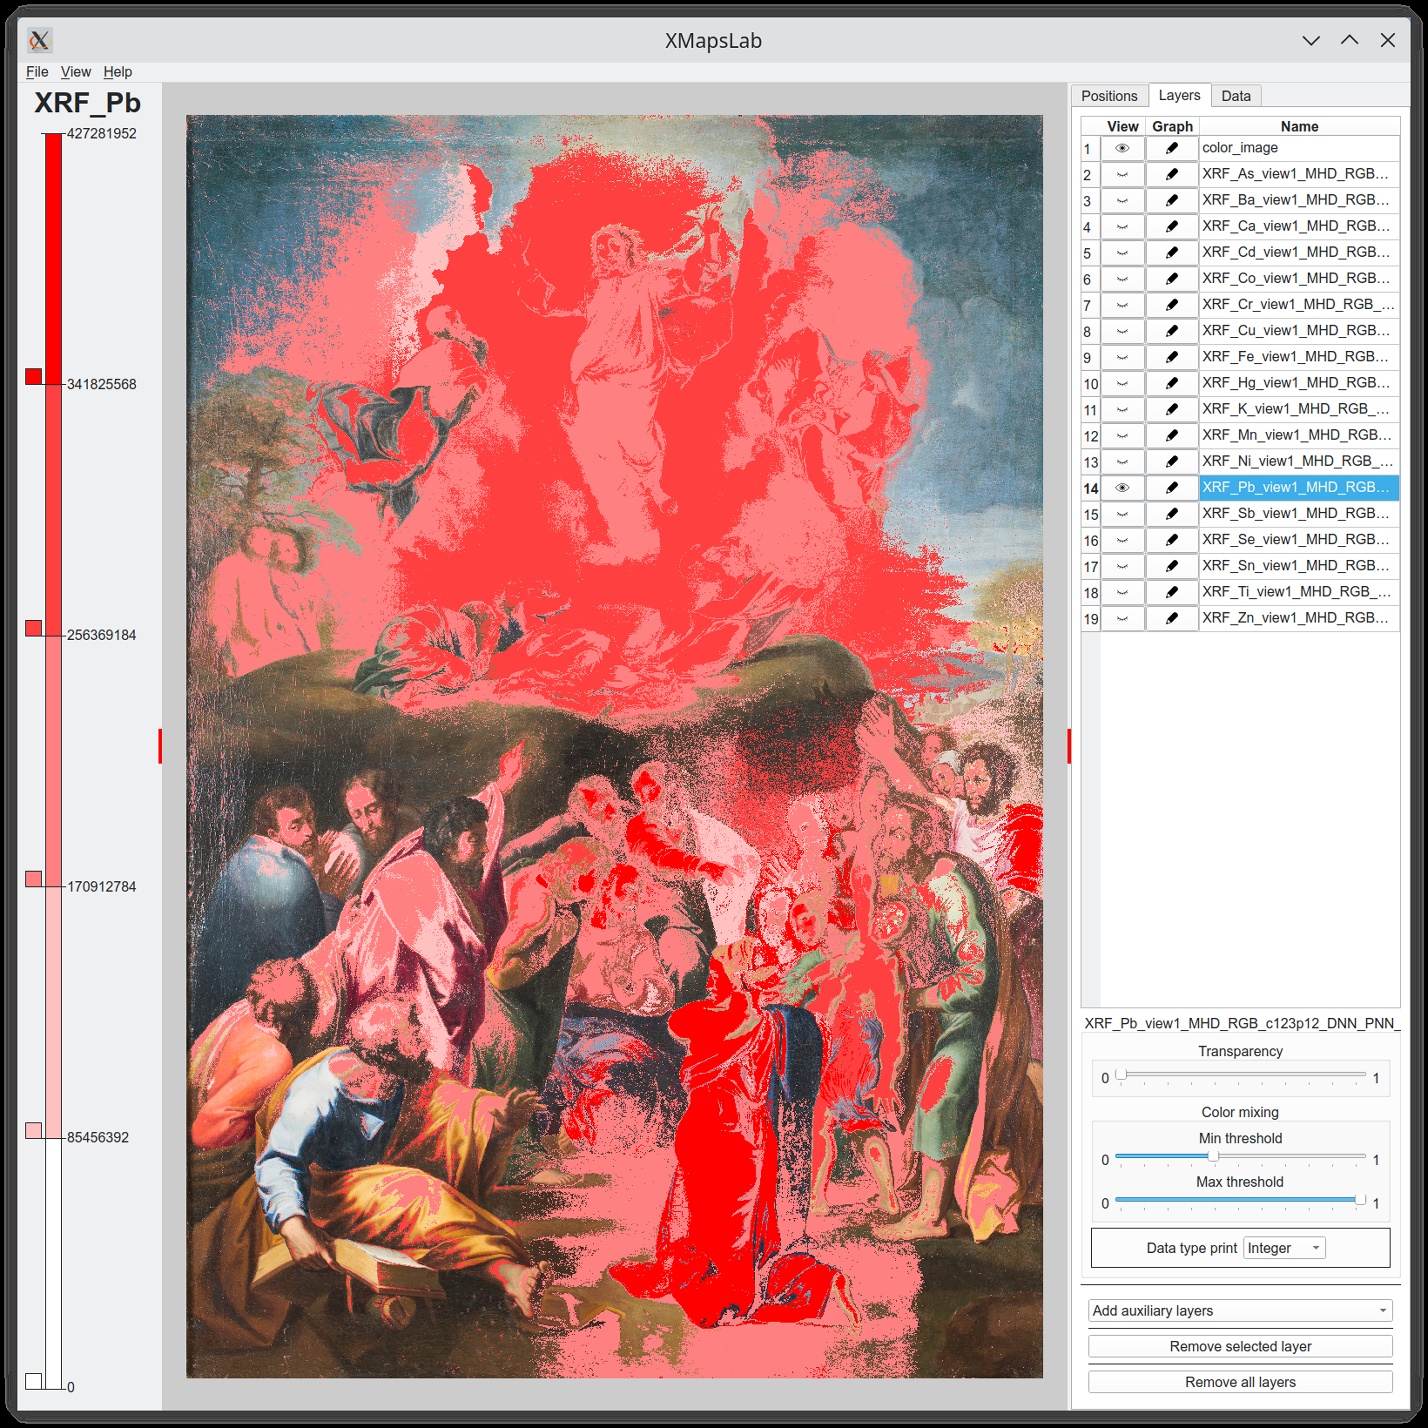 XMapsLab
File View Help
XRF_Pb
427281952
341825568
256369184
170912784
85456392
0
Positions Layers Data
View Graph Name
1 color_image
2 XRF_As_view1_MHD_RGB...
3 XRF_Ba_view1_MHD_RGB...
4 XRF_Ca_view1_MHD_RGB...
5 XRF_Cd_view1_MHD_RGB...
6 XRF_Co_view1_MHD_RGB...
7 XRF_Cr_view1_MHD_RGB_...
8 XRF_Cu_view1_MHD_RGB...
9 XRF_Fe_view1_MHD_RGB...
10 XRF_Hg_view1_MHD_RGB...
11 XRF_K_view1_MHD_RGB_...
12 XRF_Mn_view1_MHD_RGB...
13 XRF_Ni_view1_MHD_RGB_...
14 XRF_Pb_view1_MHD_RGB...
15 XRF_Sb_view1_MHD_RGB...
16 XRF_Se_view1_MHD_RGB...
17 XRF_Sn_view1_MHD_RGB...
18 XRF_Ti_view1_MHD_RGB_...
19 XRF_Zn_view1_MHD_RGB...
XRF_Pb_view1_MHD_RGB_c123p12_DNN_PNN_
Transparency
0 1
Color mixing
Min threshold
0 1
Max threshold
0 1
Data type print Integer
Add auxiliary layers
Remove selected layer
Remove all layers